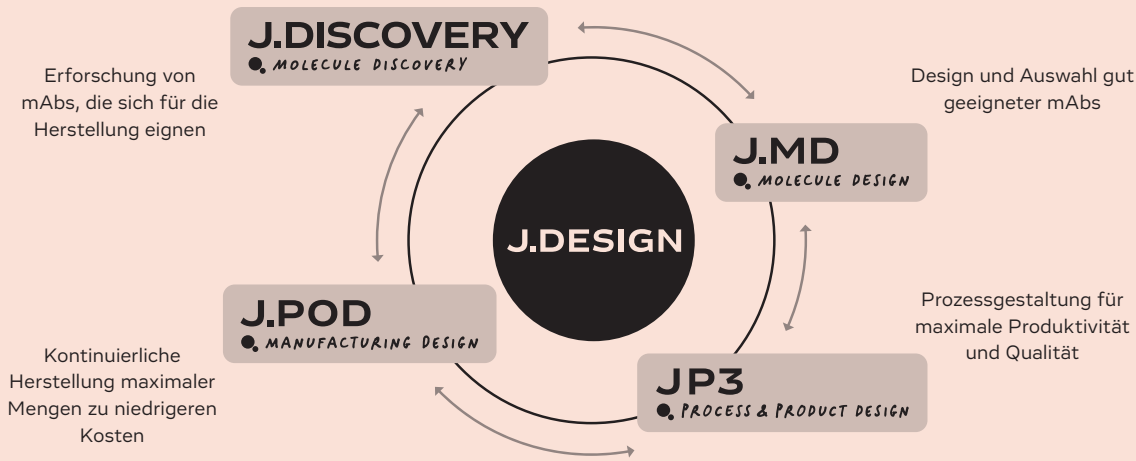 J.DISCOVERY
MOLECULE DISCOVERY
Erforschung von
mAbs, die sich für die
Herstellung eignen
Design und Auswahl gut
geeigneter mAbs
J.MD
MOLECULE DESIGN
J.DESIGN
J.POD
MANUFACTURING DESIGN
Prozessgestaltung für
maximale Produktivität
und Qualität
Kontinuierliche
Herstellung maximaler
Mengen zu niedrigeren
Kosten
JP3
PROCESS & PRODUCT DESIGN